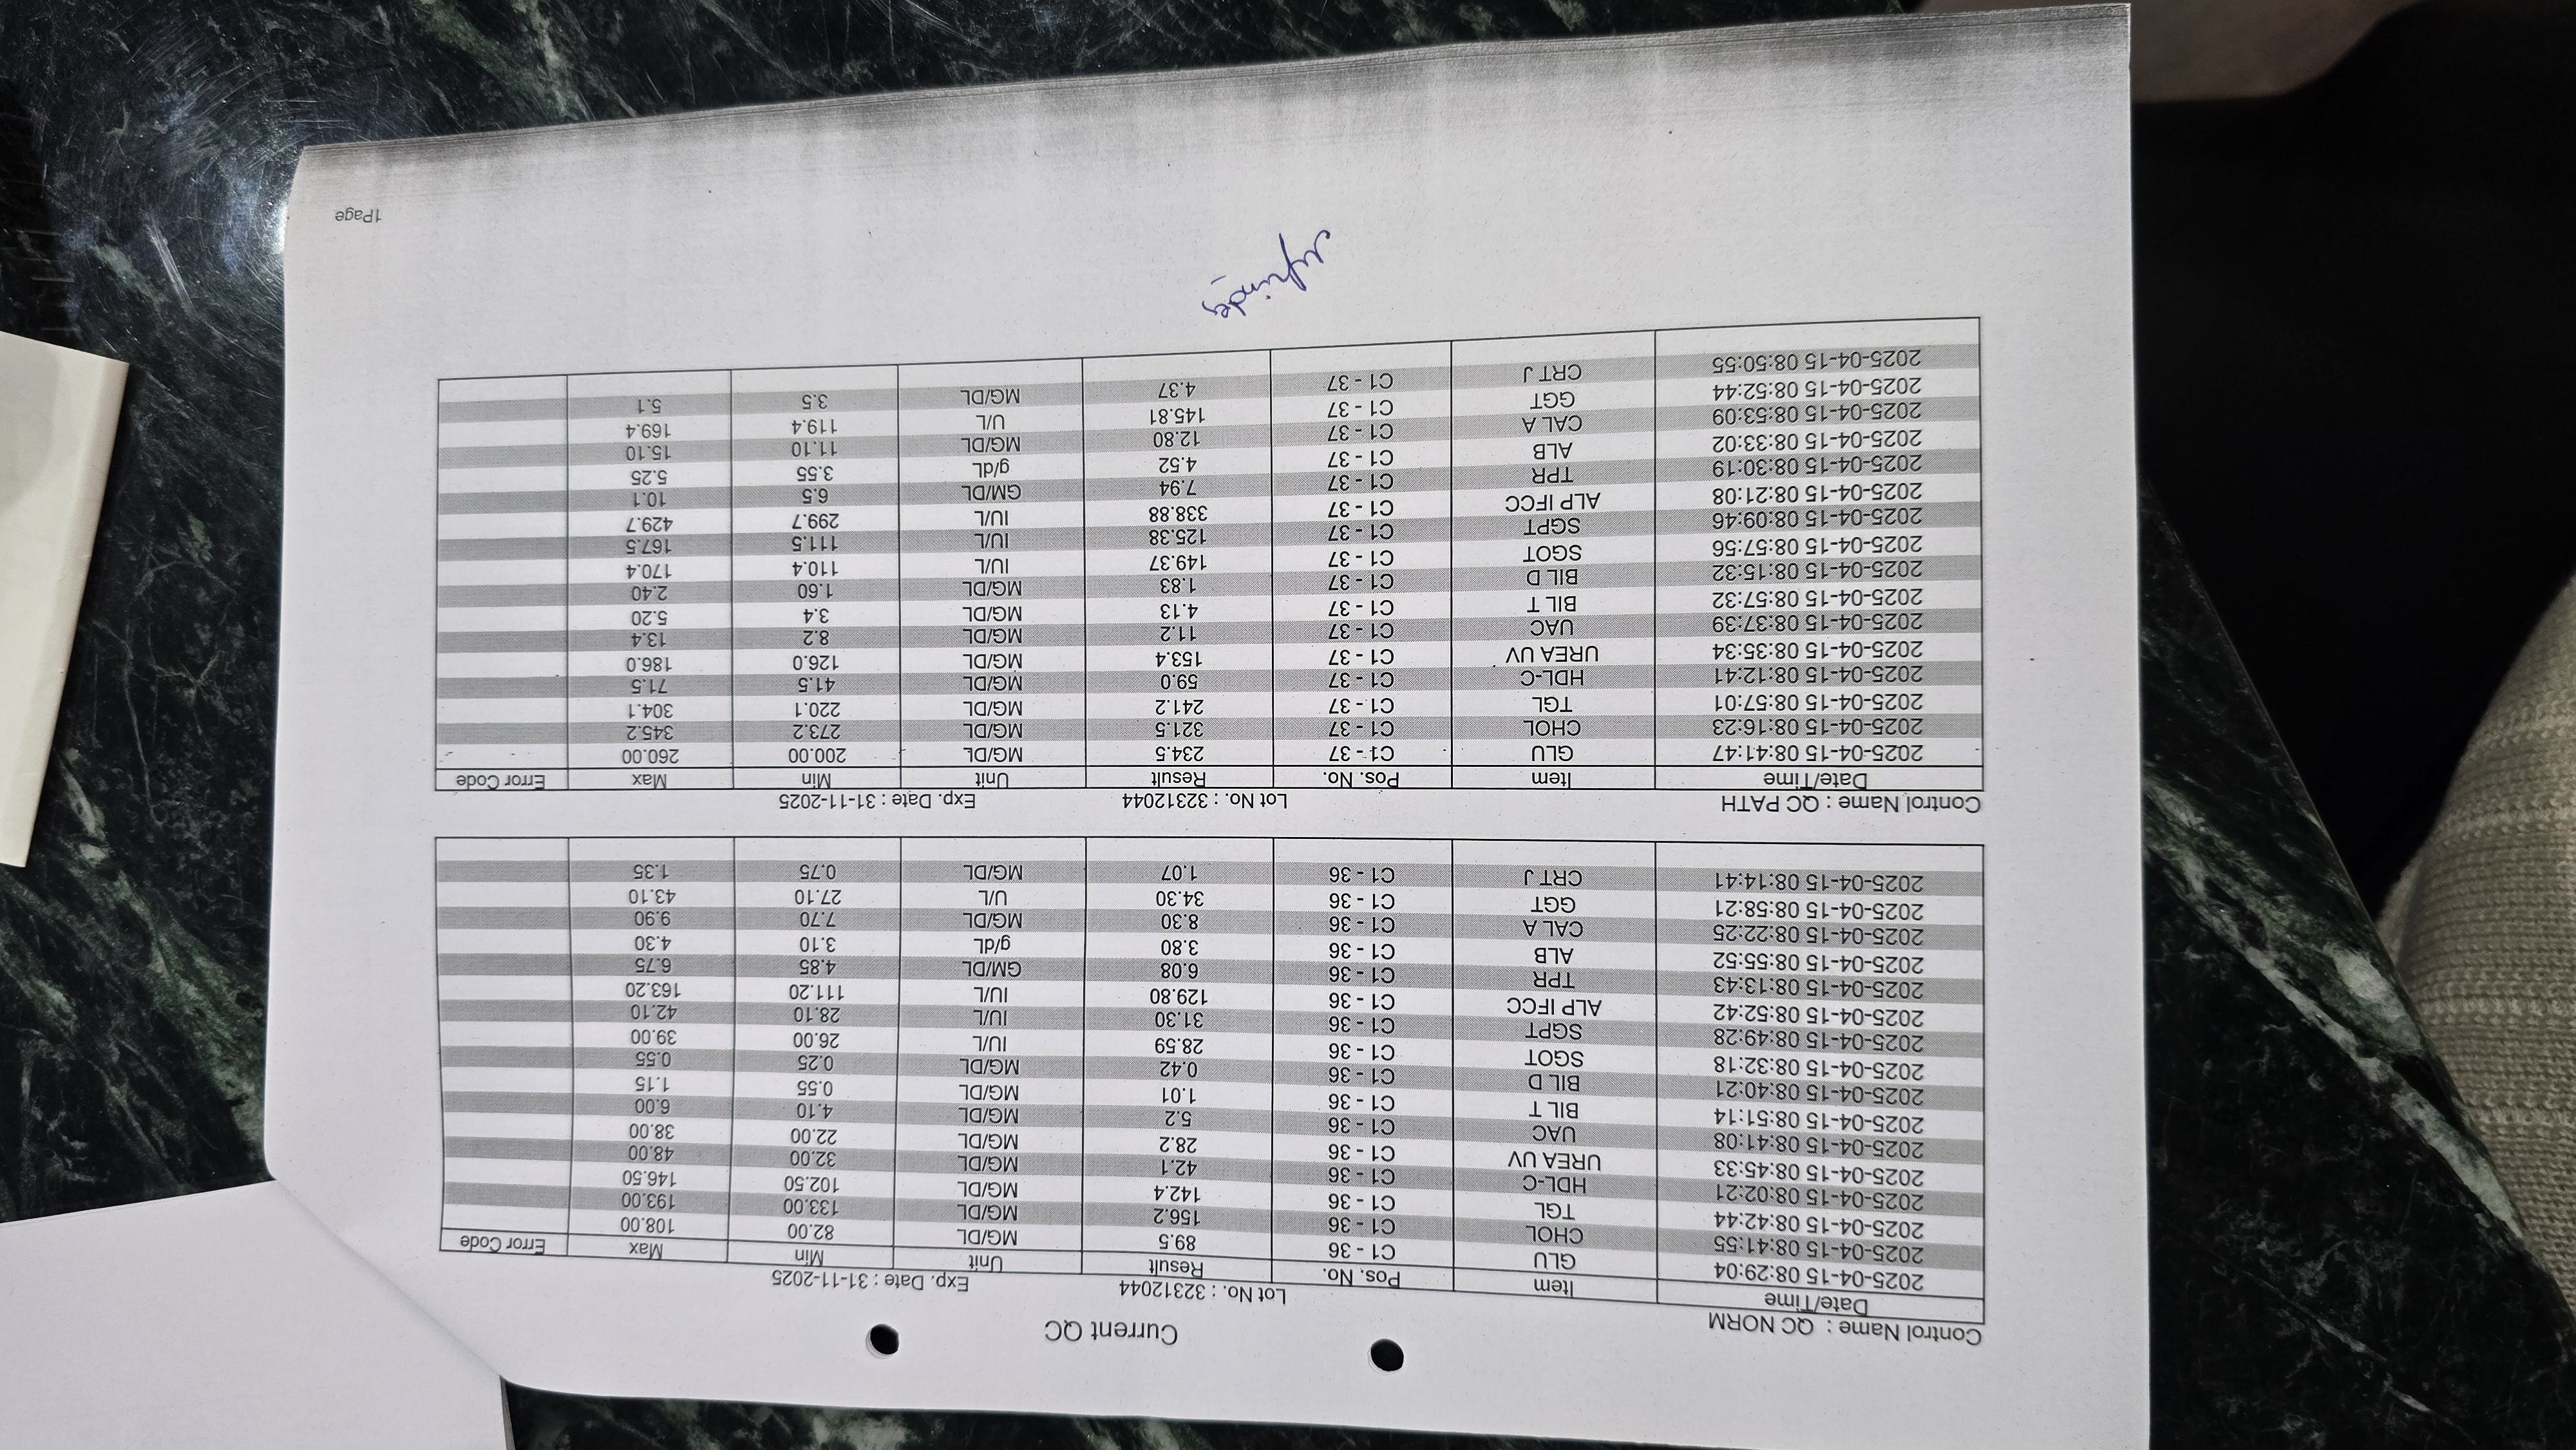 Current QC
Control Name : QC NORM Lot No. : 32312044 Exp. Date : 31-11-2025
Date/Time Item Pos. No. Result Unit Min Max Error Code
2025-04-15 08:29:04 GLU C1 - 36 89.5 MG/DL 82.00 108.00
2025-04-15 08:41:55 CHOL C1 - 36 156.2 MG/DL 133.00 193.00
2025-04-15 08:42:44 TGL C1 - 36 142.4 MG/DL 102.50 146.50
2025-04-15 08:02:21 HDL-C C1 - 36 42.1 MG/DL 32.00 48.00
2025-04-15 08:45:33 UREA UV C1 - 36 28.2 MG/DL 22.00 38.00
2025-04-15 08:41:08 UAC C1 - 36 5.2 MG/DL 4.10 6.00
2025-04-15 08:51:14 BIL T C1 - 36 1.01 MG/DL 0.55 1.15
2025-04-15 08:40:21 BIL D C1 - 36 0.42 MG/DL 0.25 0.55
2025-04-15 08:32:18 SGOT C1 - 36 28.59 IU/L 26.00 39.00
2025-04-15 08:49:28 SGPT C1 - 36 31.30 IU/L 28.10 42.10
2025-04-15 08:52:42 ALP IFCC C1 - 36 129.80 IU/L 111.20 163.20
2025-04-15 08:13:43 TPR C1 - 36 6.08 GM/DL 4.85 6.75
2025-04-15 08:55:52 ALB C1 - 36 3.80 g/dL 3.10 4.30
2025-04-15 08:22:25 CAL A C1 - 36 8.30 MG/DL 7.70 9.90
2025-04-15 08:58:21 GGT C1 - 36 34.30 U/L 27.10 43.10
2025-04-15 08:14:41 CRT J C1 - 36 1.07 MG/DL 0.75 1.35
Control Name : QC PATH Lot No. : 32312044 Exp. Date : 31-11-2025
Date/Time Item Pos. No. Result Unit Min Max Error Code
2025-04-15 08:41:47 GLU C1 - 37 234.5 MG/DL 200.00 260.00
2025-04-15 08:16:23 CHOL C1 - 37 321.5 MG/DL 273.2 345.2
2025-04-15 08:57:01 TGL C1 - 37 241.2 MG/DL 220.1 304.1
2025-04-15 08:12:41 HDL-C C1 - 37 59.0 MG/DL 41.5 71.5
2025-04-15 08:35:34 UREA UV C1 - 37 153.4 MG/DL 126.0 186.0
2025-04-15 08:37:39 UAC C1 - 37 11.2 MG/DL 8.2 13.4
2025-04-15 08:57:32 BIL T C1 - 37 4.13 MG/DL 3.4 5.20
2025-04-15 08:15:32 BIL D C1 - 37 1.83 MG/DL 1.60 2.40
2025-04-15 08:57:56 SGOT C1 - 37 149.37 IU/L 110.4 170.4
2025-04-15 08:09:46 SGPT C1 - 37 125.38 IU/L 111.5 167.5
2025-04-15 08:21:08 ALP IFCC C1 - 37 338.88 IU/L 299.7 429.7
2025-04-15 08:30:19 TPR C1 - 37 7.94 GM/DL 6.5 10.1
2025-04-15 08:33:02 ALB C1 - 37 4.52 g/dL 3.55 5.25
2025-04-15 08:53:09 CAL A C1 - 37 12.80 MG/DL 11.10 15.10
2025-04-15 08:52:44 GGT C1 - 37 145.81 U/L 119.4 169.4
2025-04-15 08:50:55 CRT J C1 - 37 4.37 MG/DL 3.5 5.1
1Page